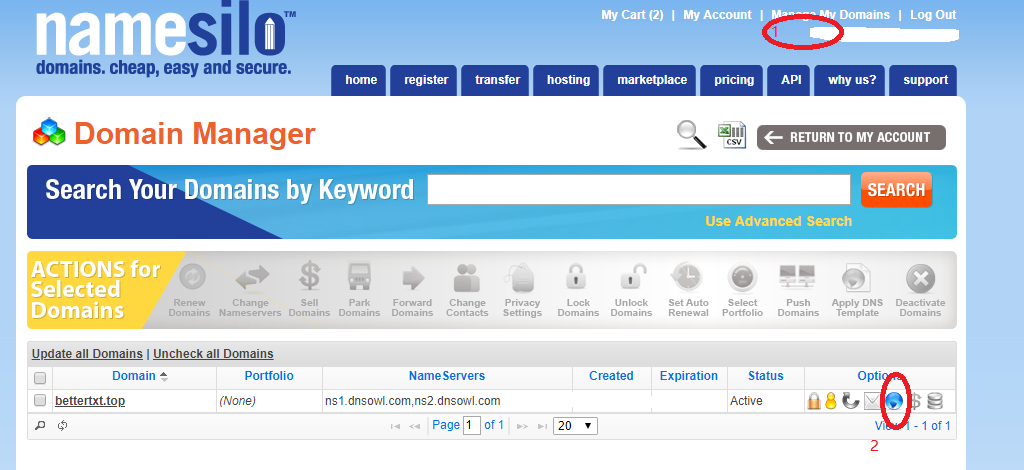 namesilo™
domains. cheap, easy and secure.
My Cart (2) | My Account | Manage My Domains | Log Out
1
home register transfer hosting marketplace pricing API why us? support
Domain Manager
CSV
RETURN TO MY ACCOUNT
Search Your Domains by Keyword
SEARCH
Use Advanced Search
ACTIONS for
Selected
Domains
Renew Domains
Change Nameservers
Sell Domains
Park Domains
Forward Domains
Change Contacts
Privacy Settings
Lock Domains
Unlock Domains
Set Auto Renewal
Select Portfolio
Push Domains
Apply DNS Template
Deactivate Domains
Update all Domains | Uncheck all Domains
Domain Portfolio NameServers Created Expiration Status Options
bettertxt.top (None) ns1.dnsowl.com,ns2.dnsowl.com Active
Page 1 of 1 20 View 1 - 1 of 1
2